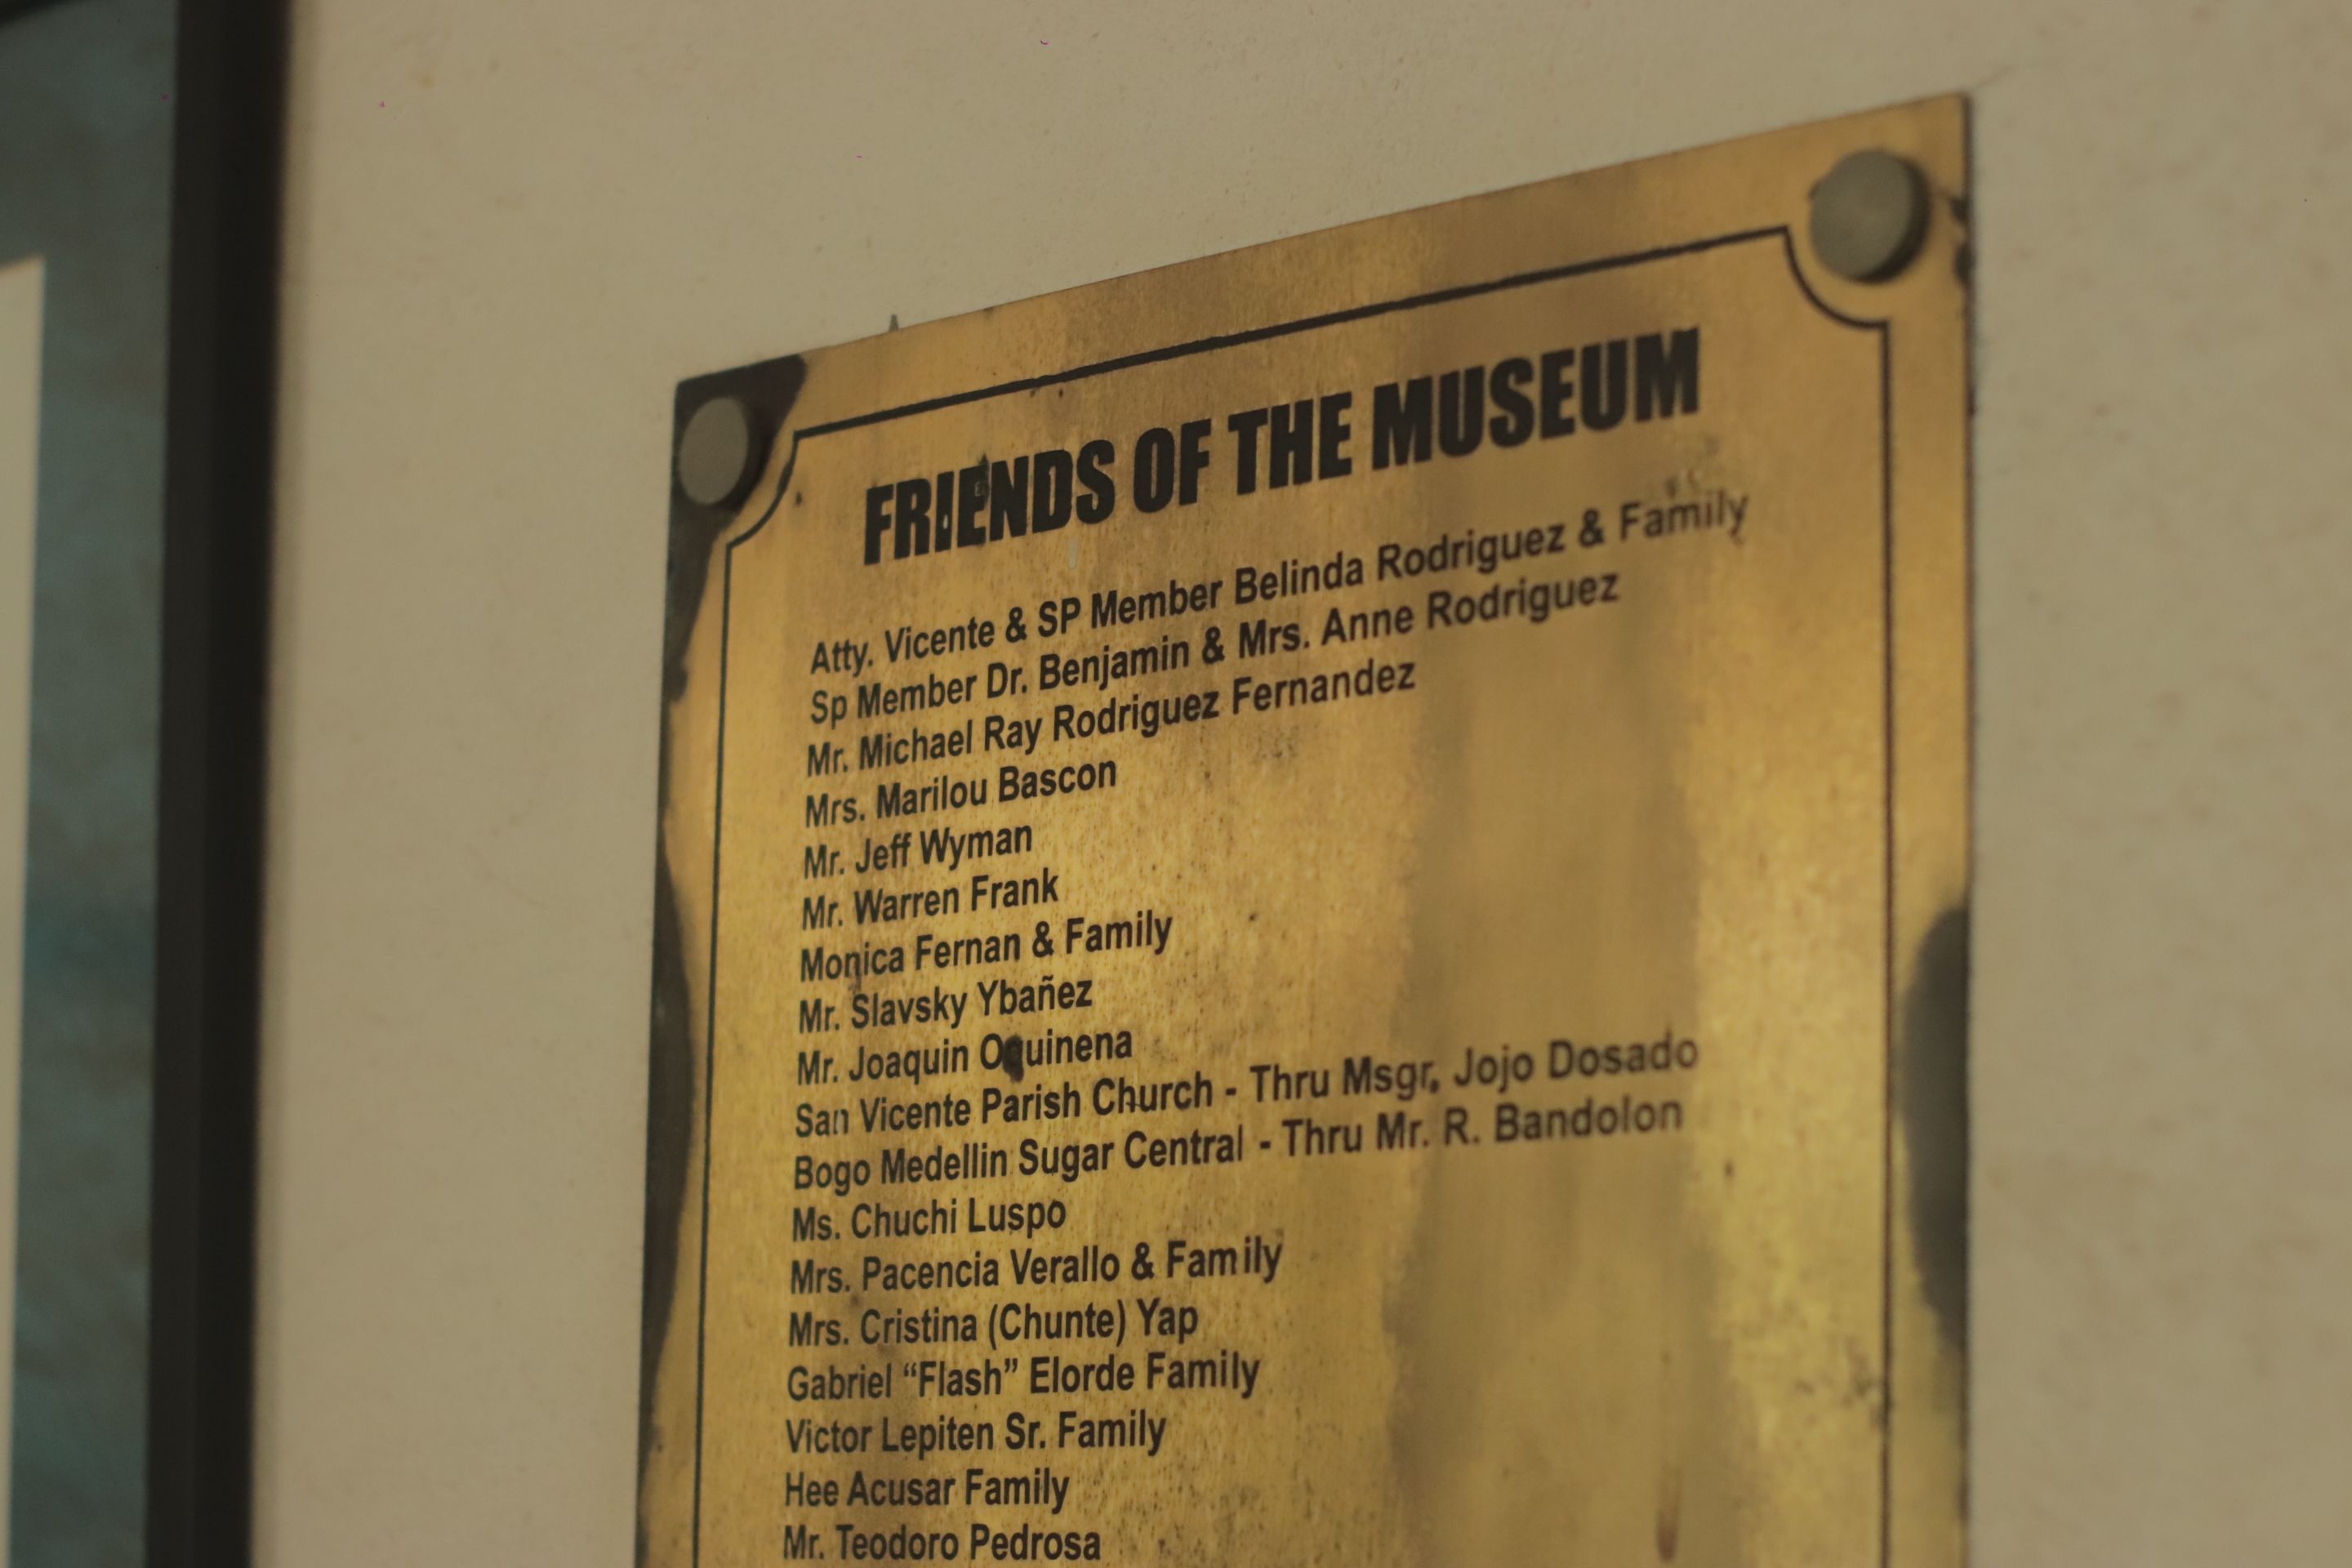 FRIENDS OF THE MUSEUM
Atty. Vicente & SP Member Belinda Rodriguez & Family
Sp Member Dr. Benjamin & Mrs. Anne Rodriguez
Mr. Michael Ray Rodriguez Fernandez
Mrs. Marilou Bascon
Mr. Jeff Wyman
Mr. Warren Frank
Monica Fernan & Family
Mr. Slavsky Ybañez
Mr. Joaquin Oquinena
San Vicente Parish Church - Thru Msgr. Jojo Dosado
Bogo Medellin Sugar Central - Thru Mr. R. Bandolon
Ms. Chuchi Luspo
Mrs. Pacencia Verallo & Family
Mrs. Cristina (Chunte) Yap
Gabriel “Flash” Elorde Family
Victor Lepiten Sr. Family
Hee Acusar Family
Mr. Teodoro Pedrosa